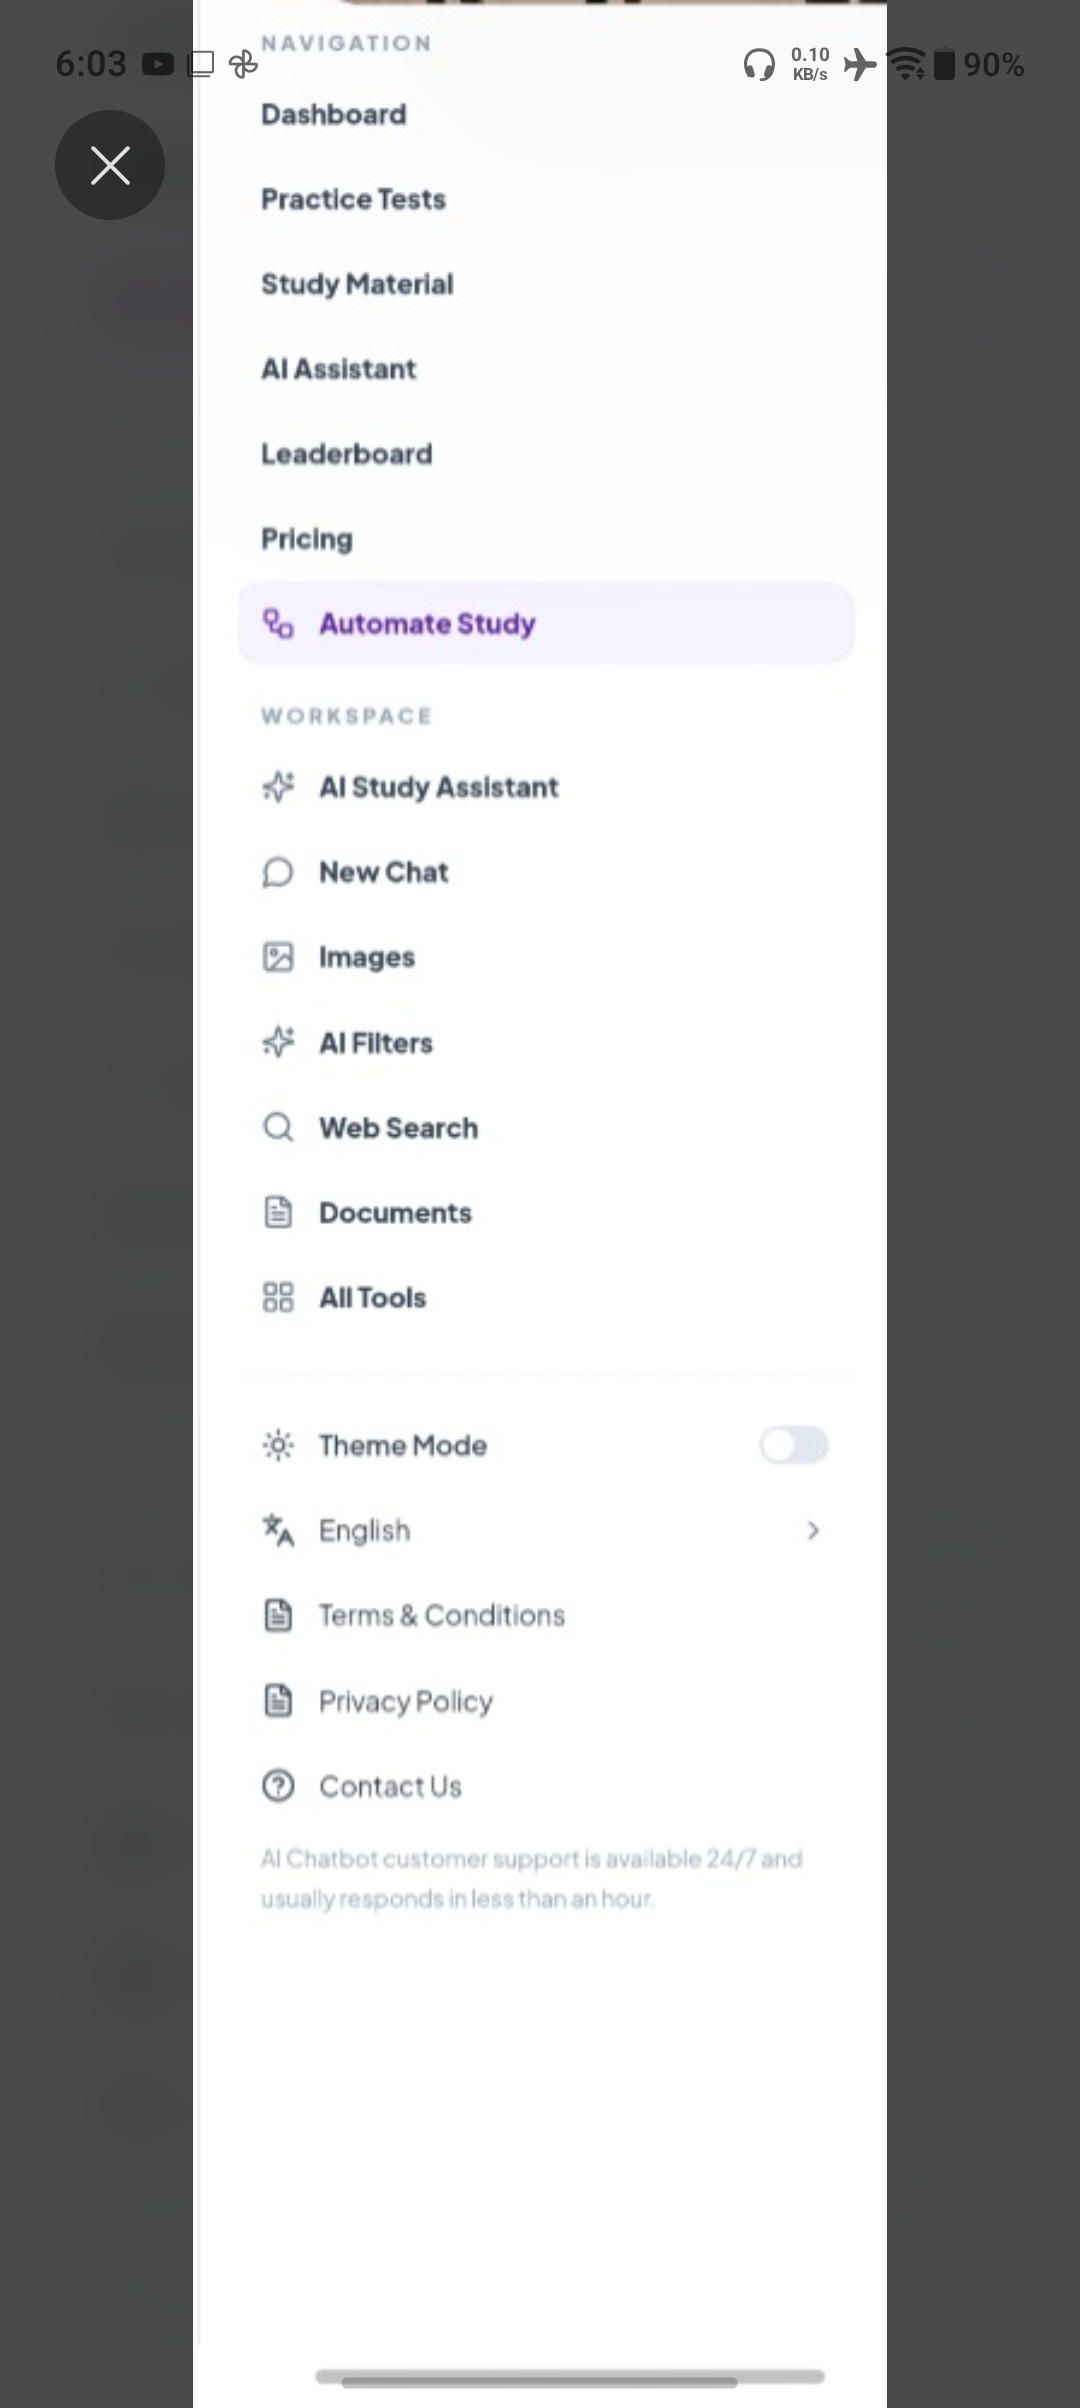 NAVIGATION
6:03
0.10
KB/s
90%
Dashboard
Practice Tests
Study Material
AI Assistant
Leaderboard
Pricing
Automate Study
WORKSPACE
AI Study Assistant
New Chat
Images
AI Filters
Web Search
Documents
All Tools
Theme Mode
English
Terms & Conditions
Privacy Policy
Contact Us
AI Chatbot customer support is available 24/7 and
usually responds in less than an hour.